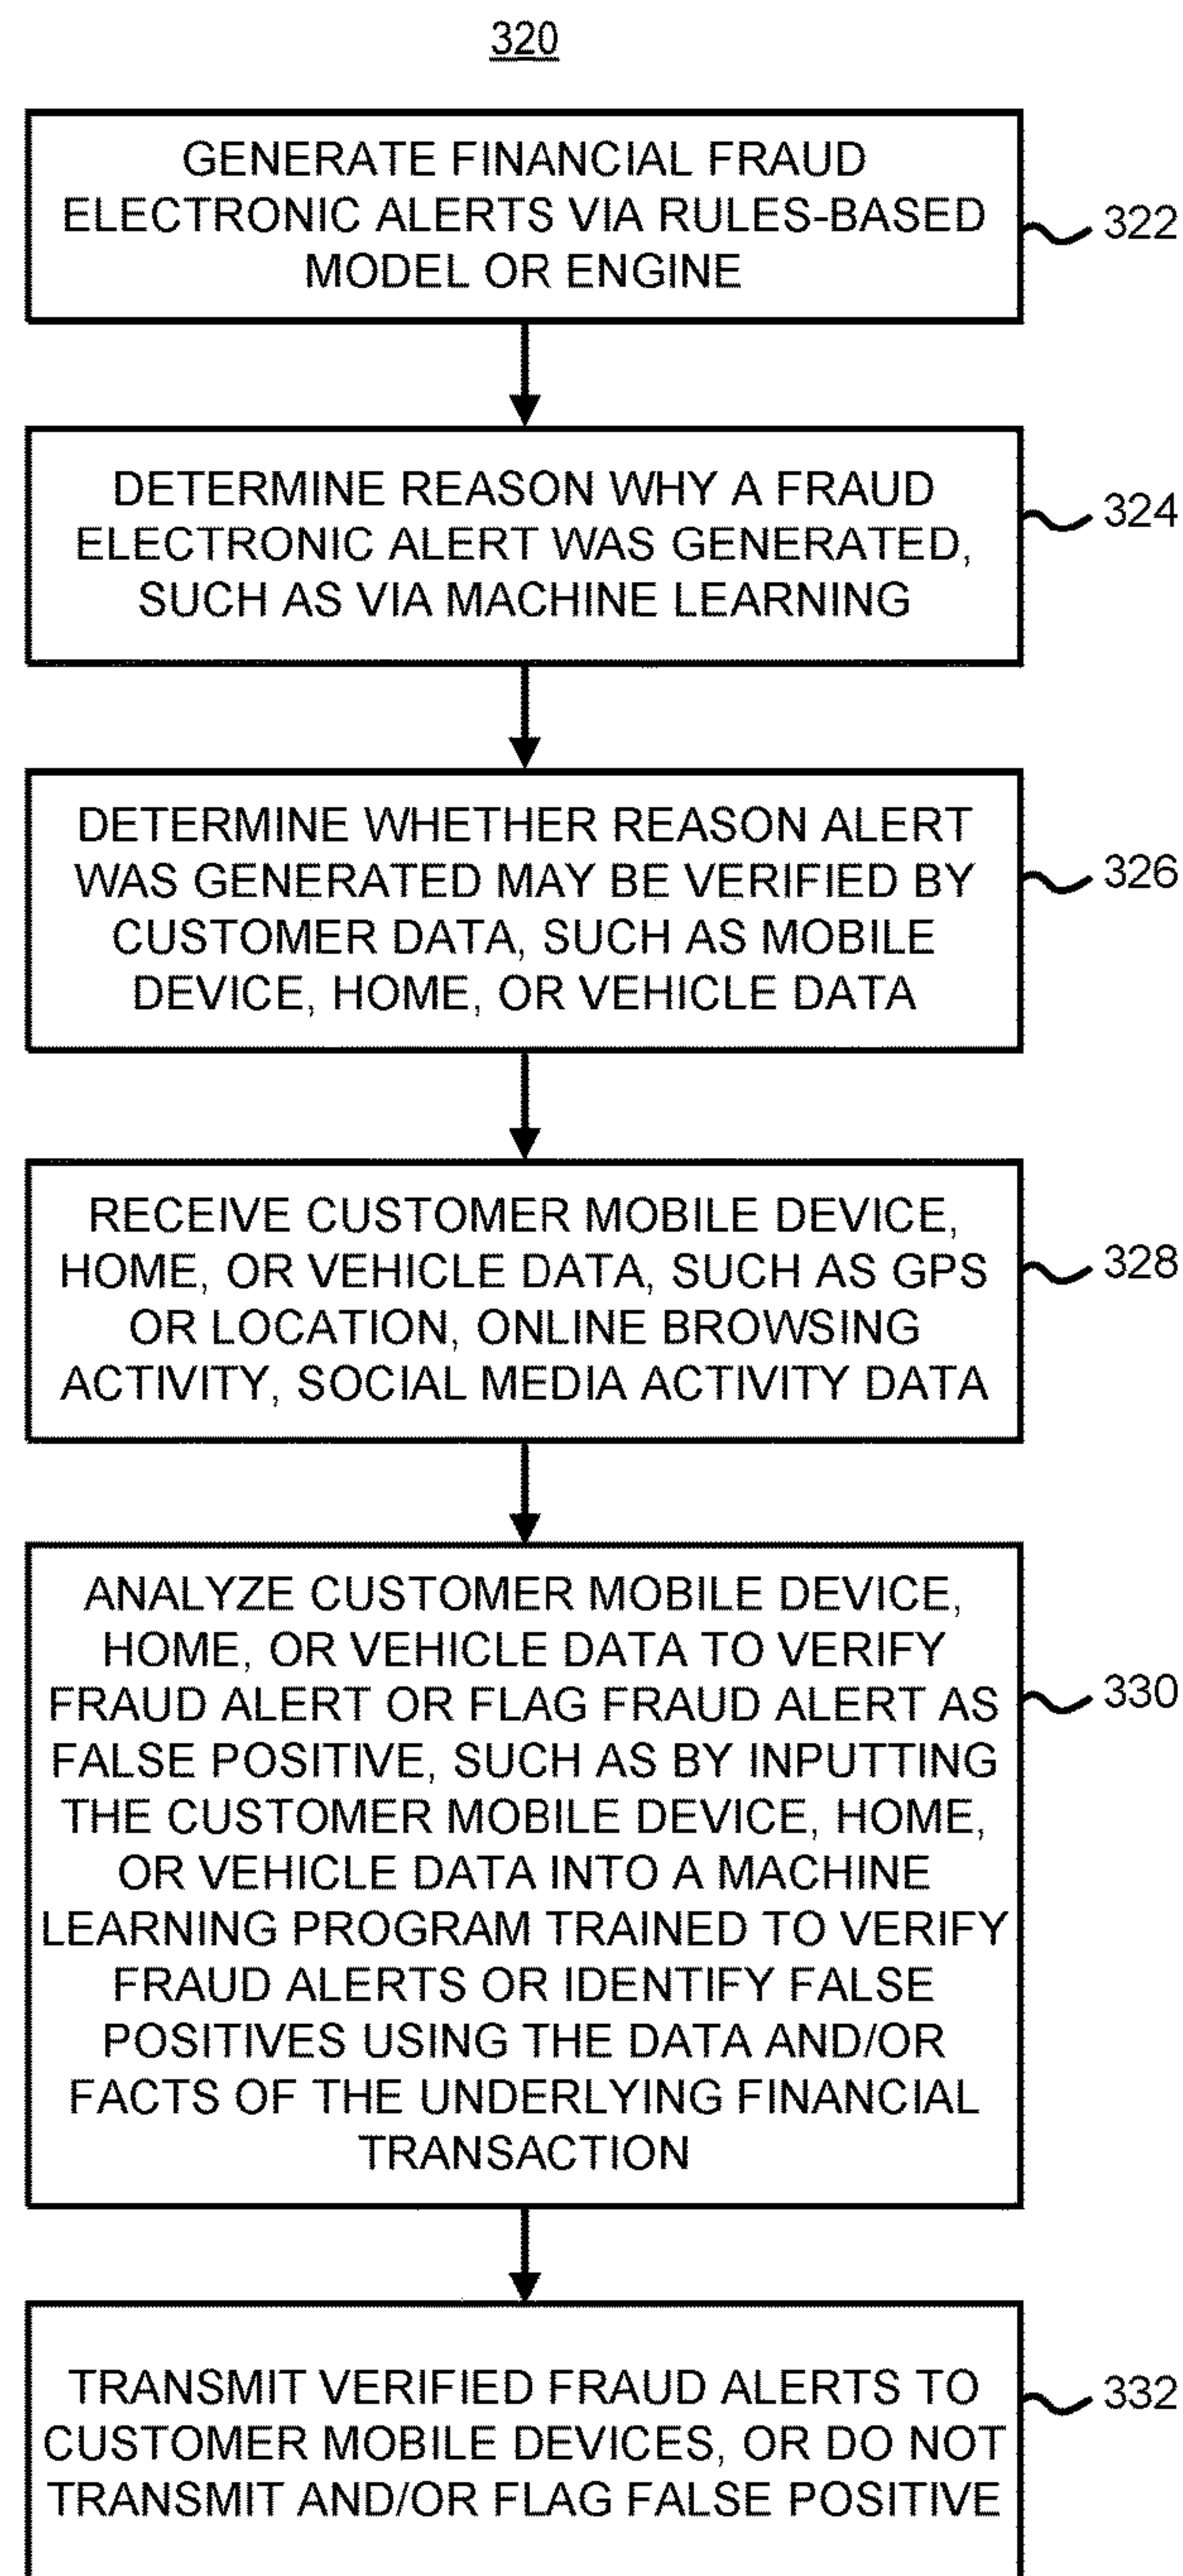 320
GENERATE FINANCIAL FRAUD
ELECTRONIC ALERTS VIA RULES-BASED
MODEL OR ENGINE
322
DETERMINE REASON WHY A FRAUD
ELECTRONIC ALERT WAS GENERATED,
SUCH AS VIA MACHINE LEARNING
324
DETERMINE WHETHER REASON ALERT
WAS GENERATED MAY BE VERIFIED BY
CUSTOMER DATA, SUCH AS MOBILE
DEVICE, HOME, OR VEHICLE DATA
326
RECEIVE CUSTOMER MOBILE DEVICE,
HOME, OR VEHICLE DATA, SUCH AS GPS
OR LOCATION, ONLINE BROWSING
ACTIVITY, SOCIAL MEDIA ACTIVITY DATA
328
ANALYZE CUSTOMER MOBILE DEVICE,
HOME, OR VEHICLE DATA TO VERIFY
FRAUD ALERT OR FLAG FRAUD ALERT AS
FALSE POSITIVE, SUCH AS BY INPUTTING
THE CUSTOMER MOBILE DEVICE, HOME,
OR VEHICLE DATA INTO A MACHINE
LEARNING PROGRAM TRAINED TO VERIFY
FRAUD ALERTS OR IDENTIFY FALSE
POSITIVES USING THE DATA AND/OR
FACTS OF THE UNDERLYING FINANCIAL
TRANSACTION
330
TRANSMIT VERIFIED FRAUD ALERTS TO
CUSTOMER MOBILE DEVICES, OR DO NOT
TRANSMIT AND/OR FLAG FALSE POSITIVE
332